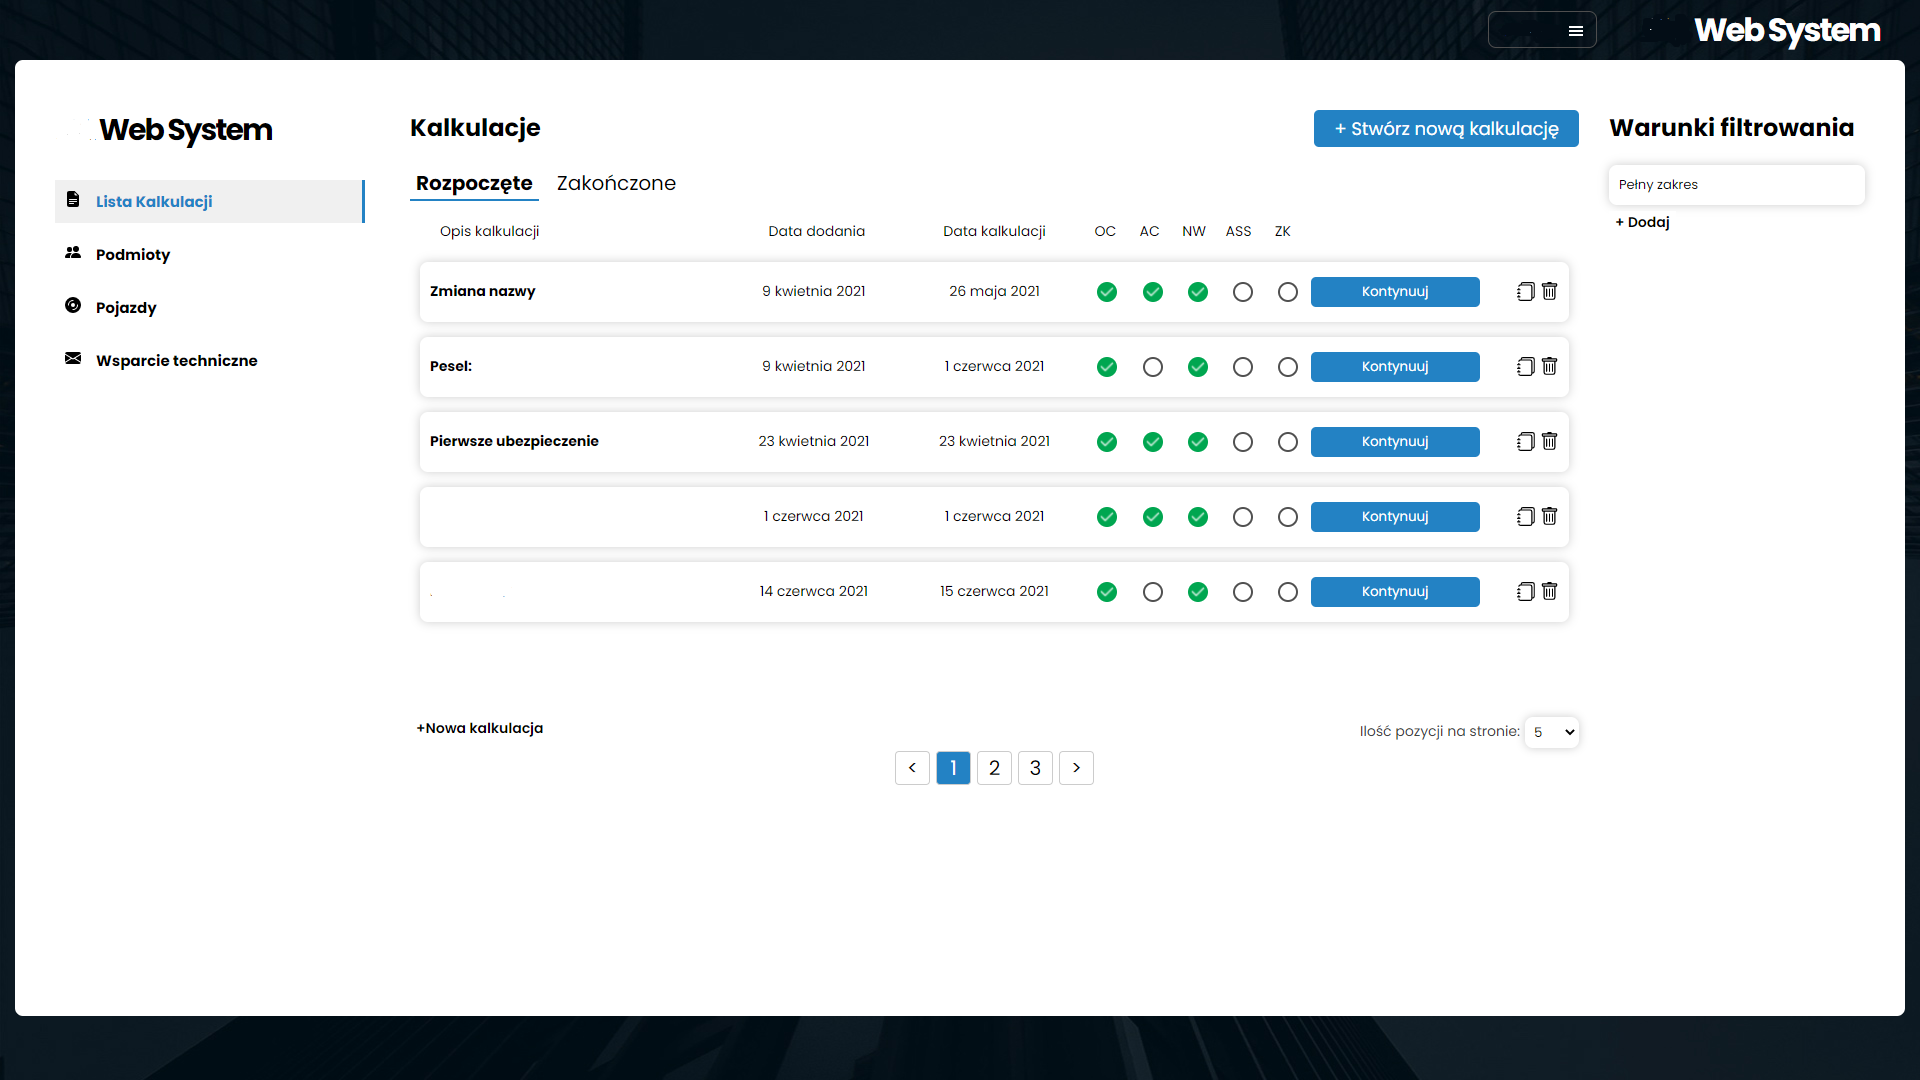 Web System
Web System
Lista Kalkulacji
Podmioty
Pojazdy
Wsparcie techniczne
Kalkulacje
+ Stwórz nową kalkulację
Rozpoczęte Zakończone
Opis kalkulacji Data dodania Data kalkulacji OC AC NW ASS ZK
Zmiana nazwy 9 kwietnia 2021 26 maja 2021 Kontynuuj
Pesel: 9 kwietnia 2021 1 czerwca 2021 Kontynuuj
Pierwsze ubezpieczenie 23 kwietnia 2021 23 kwietnia 2021 Kontynuuj
1 czerwca 2021 1 czerwca 2021 Kontynuuj
14 czerwca 2021 15 czerwca 2021 Kontynuuj
+Nowa kalkulacja
Ilość pozycji na stronie: 5
< 1 2 3 >
Warunki filtrowania
Pełny zakres
+ Dodaj